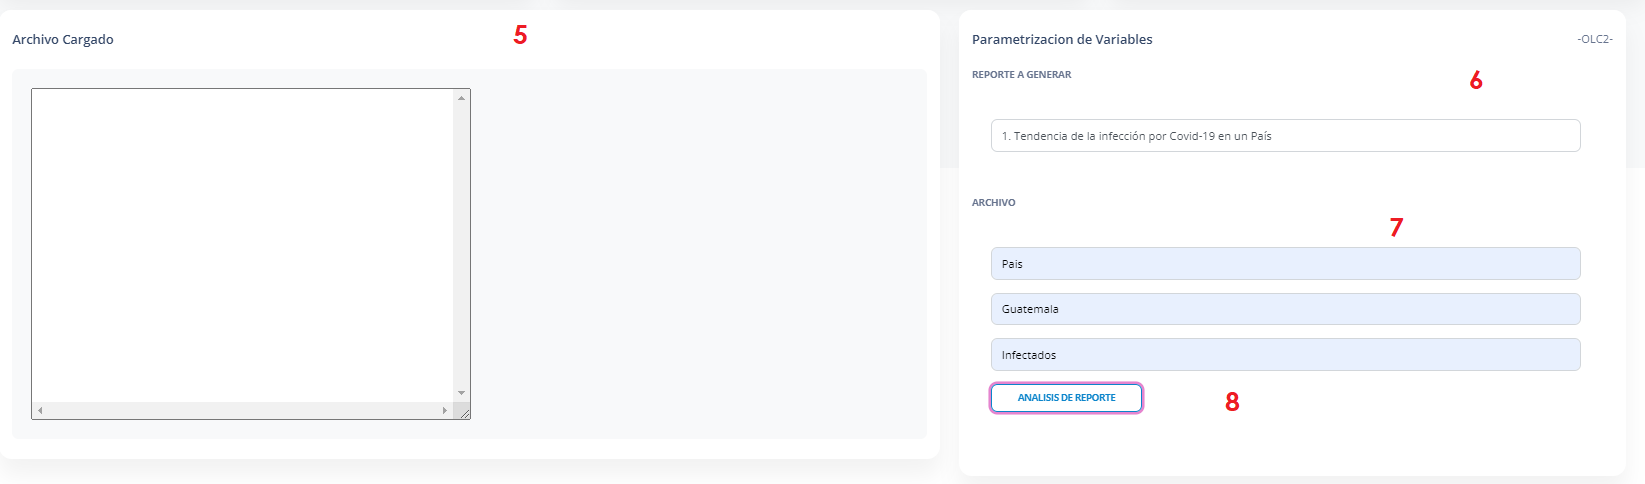 Archivo Cargado
5
Parametrizacion de Variables
-OLC2-
REPORTE A GENERAR
6
1. Tendencia de la infección por Covid-19 en un País
ARCHIVO
7
Pais
Guatemala
Infectados
ANALISIS DE REPORTE
8